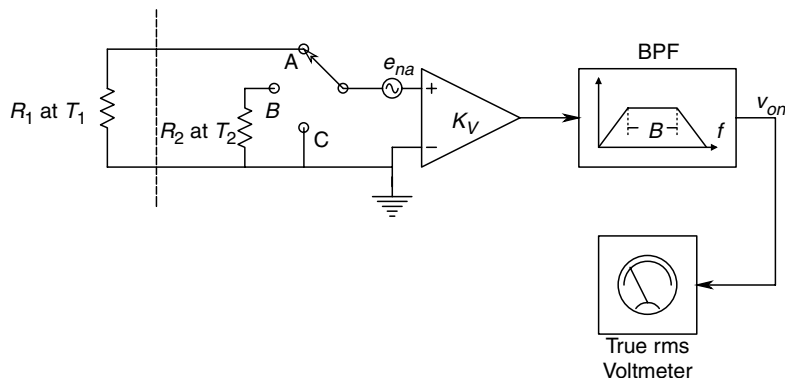 BPF
A
e_na
R_1 at T_1
B
R_2 at T_2
C
+
−
K_V
B
f
v_on
True rms
Voltmeter